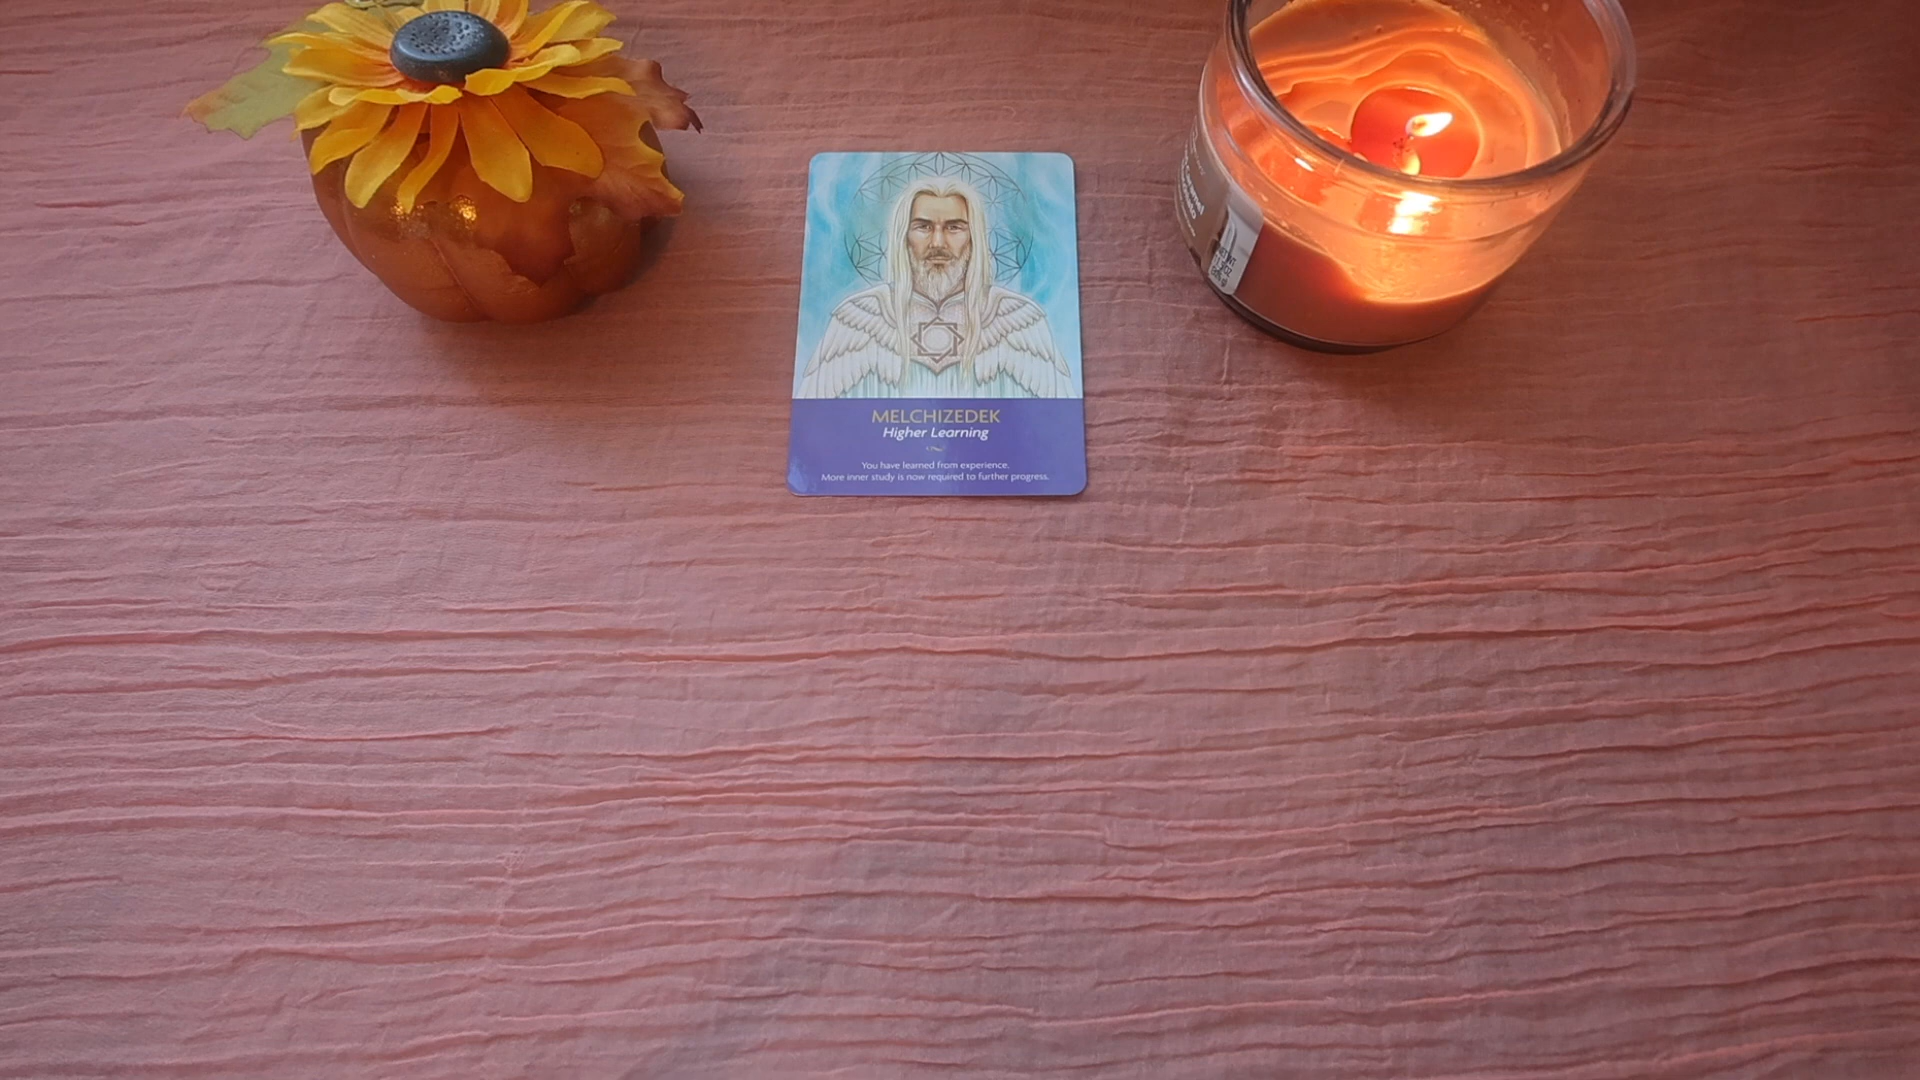 MELCHIZEDEK
Higher Learning
You have learned from experience.
More inner study is now required to further progress.